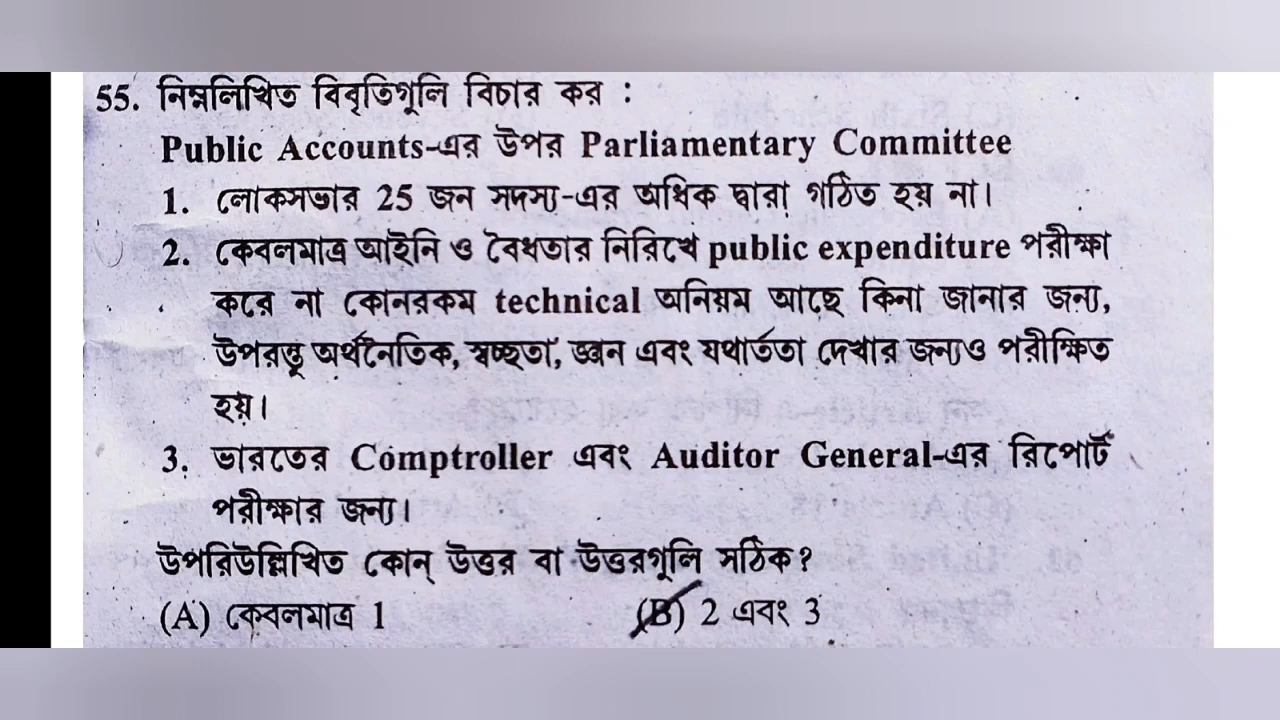 55. নিম্নলিখিত বিবৃতিগুলি বিচার কর :
Public Accounts-এর উপর Parliamentary Committee
1. লোকসভার 25 জন সদস্য-এর অধিক দ্বারা গঠিত হয় না।
2. কেবলমাত্র আইনি ও বৈধতার নিরিখে public expenditure পরীক্ষা
করে না কোনরকম technical অনিয়ম আছে কিনা জানার জন্য,
উপরন্তু অর্থনৈতিক, স্বচ্ছতা, জ্ঞান এবং যথার্ততা দেখার জন্যও পরীক্ষিত
হয়।
3. ভারতের Comptroller এবং Auditor General-এর রিপোর্ট
পরীক্ষার জন্য।
উপরিউল্লিখিত কোন্ উত্তর বা উত্তরগুলি সঠিক?
(A) কেবলমাত্র 1 (B) 2 এবং 3